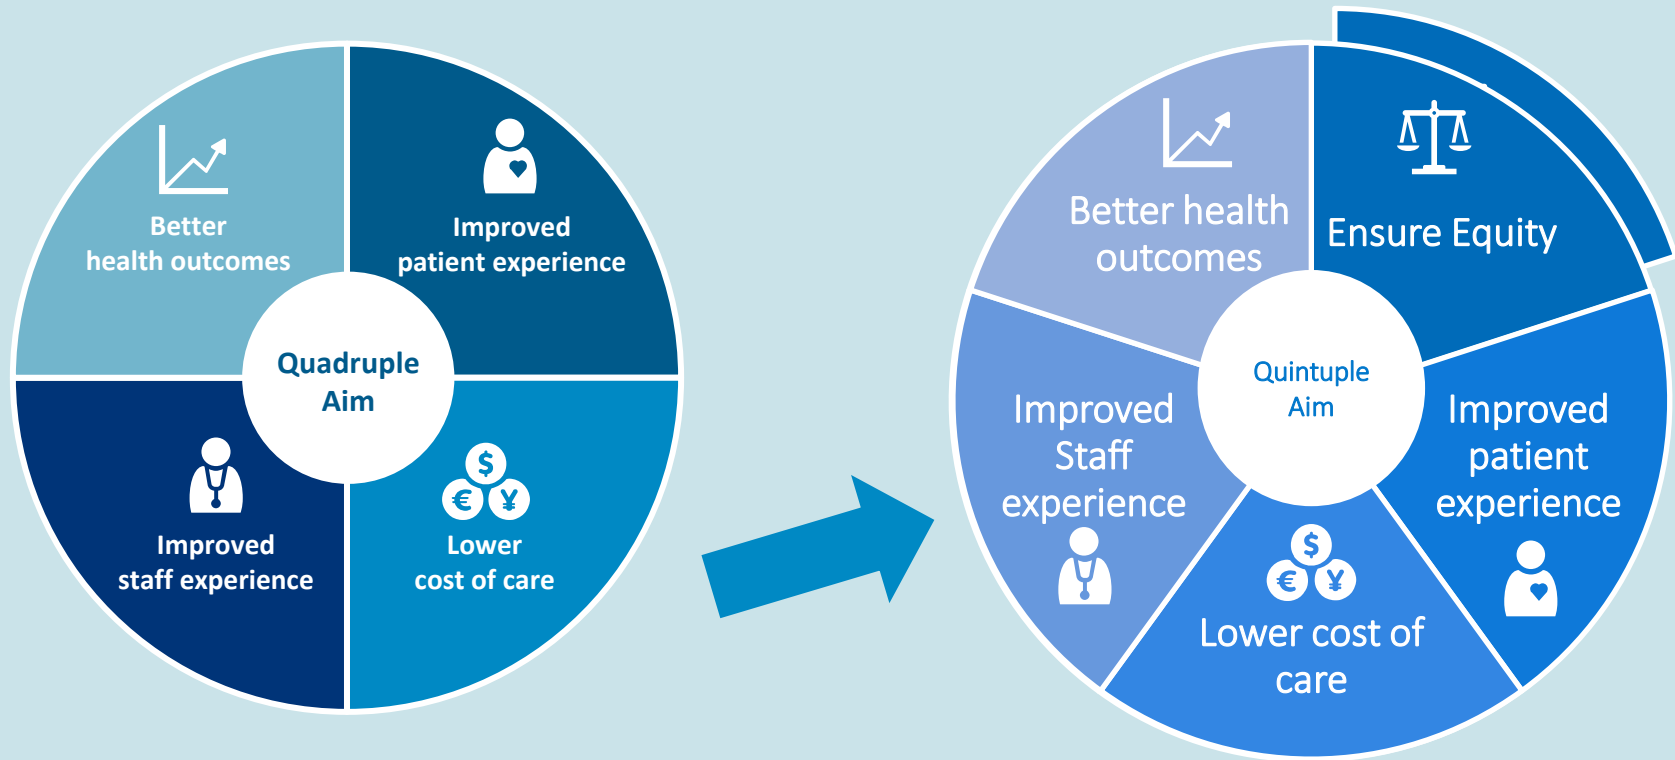 Better
health outcomes
Improved
patient experience
Quadruple
Aim
Improved
staff experience
$
€ ¥
Lower
cost of care
Better health
outcomes
Ensure Equity
Quintuple
Aim
Improved
Staff
experience
Improved
patient
experience
$
€ ¥
Lower cost of
care